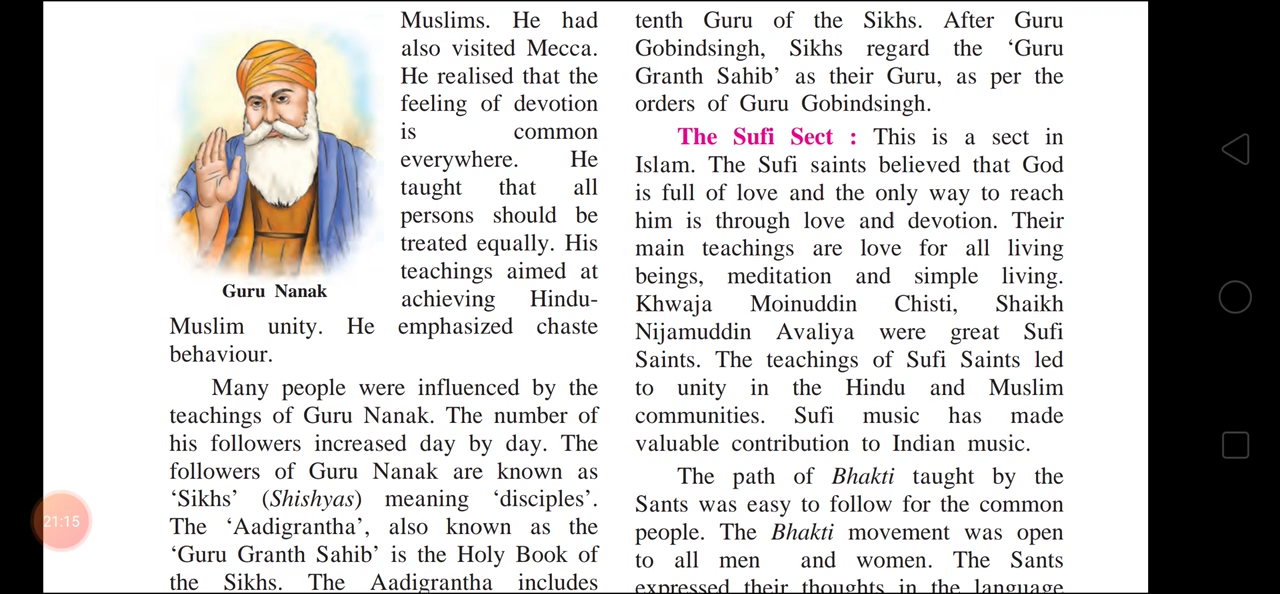 Muslims. He had
also visited Mecca.
He realised that the
feeling of devotion
is common
everywhere. He
taught that all
persons should be
treated equally. His
teachings aimed at
achieving Hindu-
Guru Nanak
Muslim unity. He emphasized chaste
behaviour.
Many people were influenced by the
teachings of Guru Nanak. The number of
his followers increased day by day. The
followers of Guru Nanak are known as
‘Sikhs’ (Shishyas) meaning ‘disciples’.
The ‘Aadigrantha’, also known as the
‘Guru Granth Sahib’ is the Holy Book of
the Sikhs. The Aadigrantha includes
tenth Guru of the Sikhs. After Guru
Gobindsingh, Sikhs regard the ‘Guru
Granth Sahib’ as their Guru, as per the
orders of Guru Gobindsingh.
The Sufi Sect : This is a sect in
Islam. The Sufi saints believed that God
is full of love and the only way to reach
him is through love and devotion. Their
main teachings are love for all living
beings, meditation and simple living.
Khwaja Moinuddin Chisti, Shaikh
Nijamuddin Avaliya were great Sufi
Saints. The teachings of Sufi Saints led
to unity in the Hindu and Muslim
communities. Sufi music has made
valuable contribution to Indian music.
The path of Bhakti taught by the
Sants was easy to follow for the common
people. The Bhakti movement was open
to all men and women. The Sants
expressed their thoughts in the language
21:15